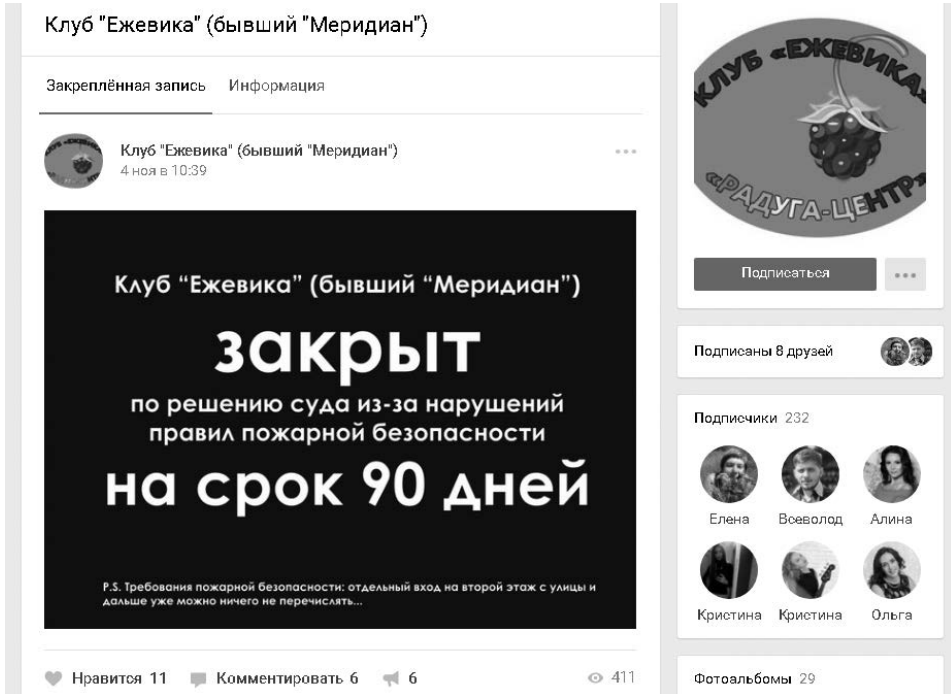 Клуб "Ежевика" (бывший "Меридиан")
Закреплённая запись Информация
Клуб "Ежевика" (бывший "Меридиан")
4 ноя в 10:39
Клуб “Ежевика” (бывший “Меридиан”)
закрыт
по решению суда из-за нарушений
правил пожарной безопасности
на срок 90 дней
P.S. Требования пожарной безопасности: отдельный вход на второй этаж с улицы и
дальше уже можно ничего не перечислять...
Нравится 11 Комментировать 6 6 411
КЛУБ «ЕЖЕВИКА»
«РАДУГА-ЦЕНТР»
Подписаться
Подписаны 8 друзей
Подписчики 232
Елена Всеволод Алина
Кристина Кристина Ольга
Фотоальбомы 29